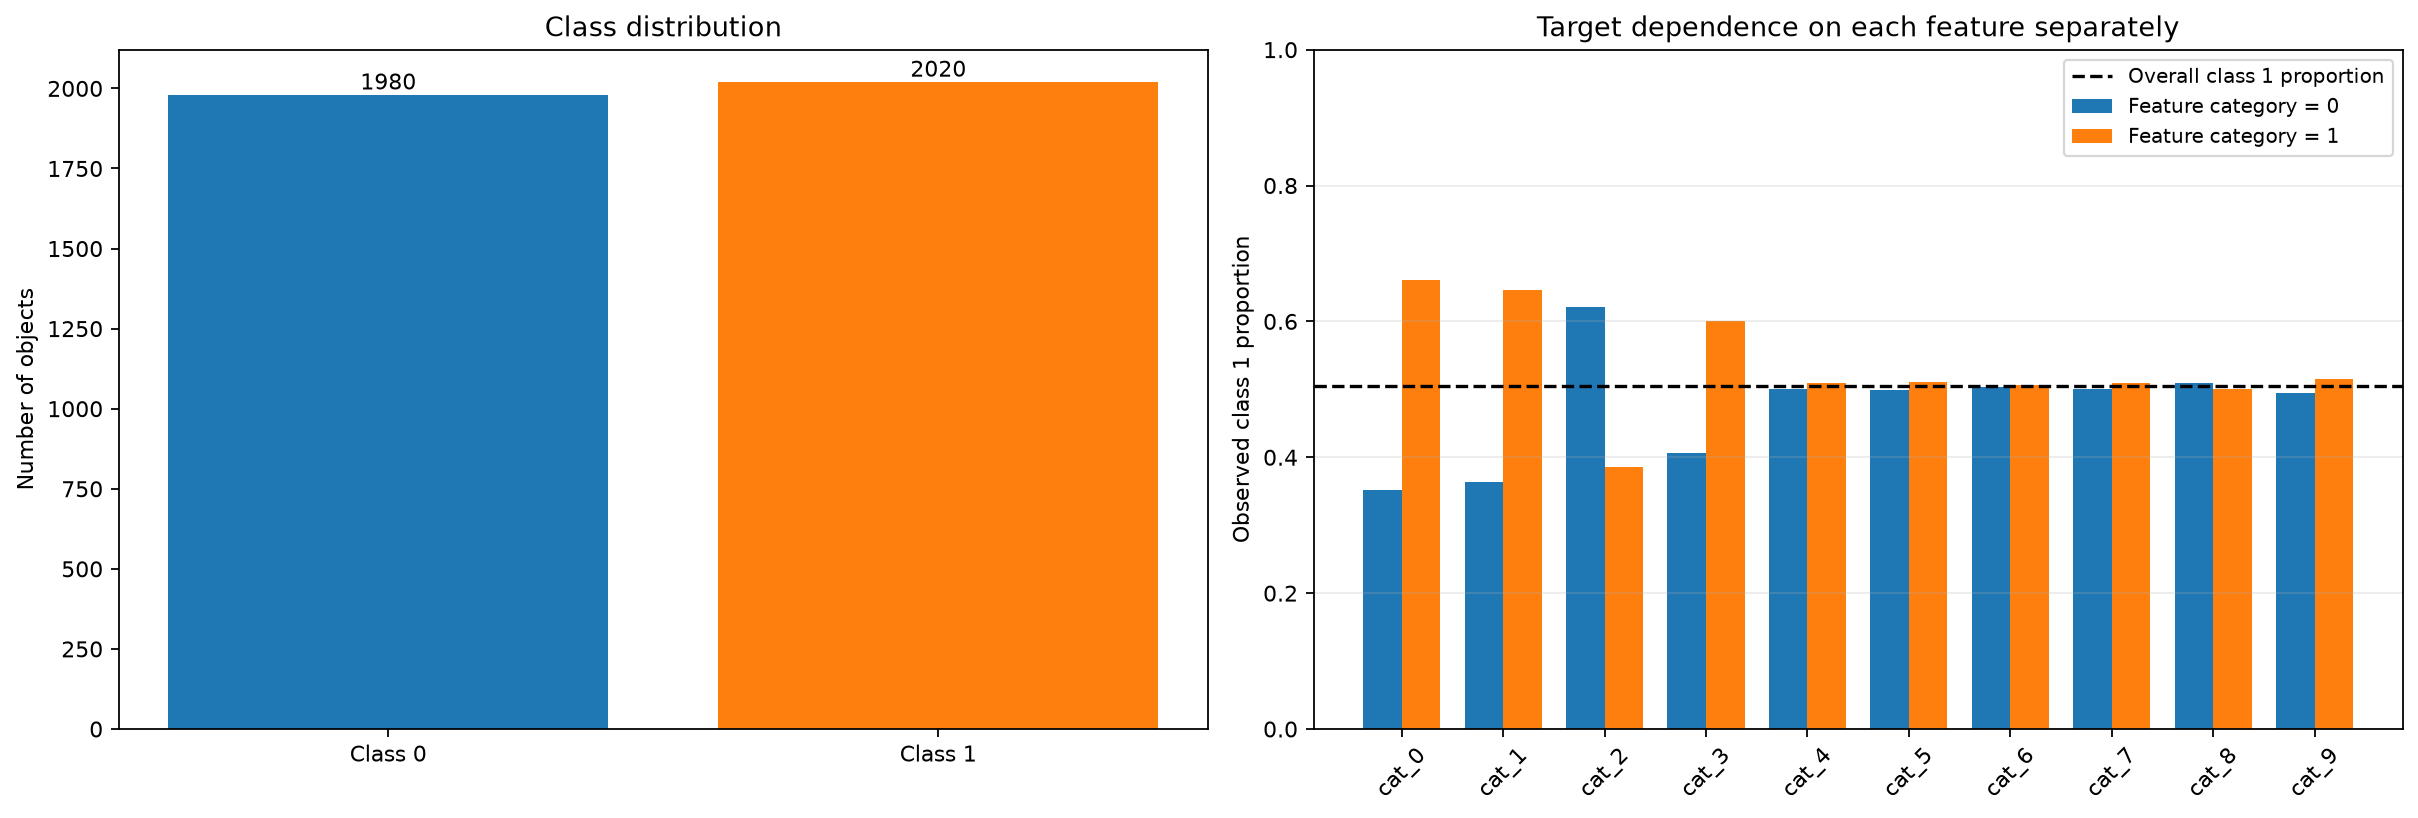 Class distribution
Number of objects
2000
1750
1500
1250
1000
750
500
250
0
1980
2020
Class 0
Class 1
Target dependence on each feature separately
Observed class 1 proportion
1.0
0.8
0.6
0.4
0.2
0.0
Overall class 1 proportion
Feature category = 0
Feature category = 1
cat_0
cat_1
cat_2
cat_3
cat_4
cat_5
cat_6
cat_7
cat_8
cat_9